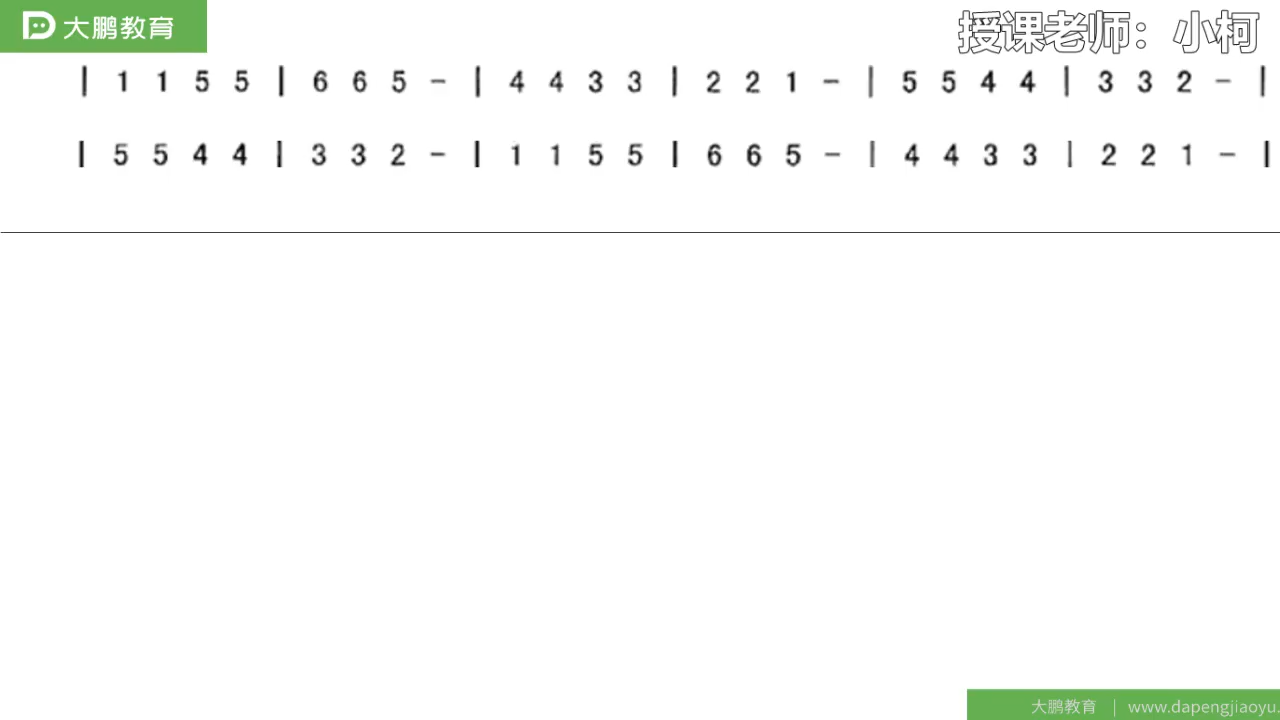 大鹏教育
授课老师：小柯
| 1 1 5 5 | 6 6 5 - | 4 4 3 3 | 2 2 1 - | 5 5 4 4 | 3 3 2 - |
| 5 5 4 4 | 3 3 2 - | 1 1 5 5 | 6 6 5 - | 4 4 3 3 | 2 2 1 - |
大鹏教育 | www.dapengjiaoyu.